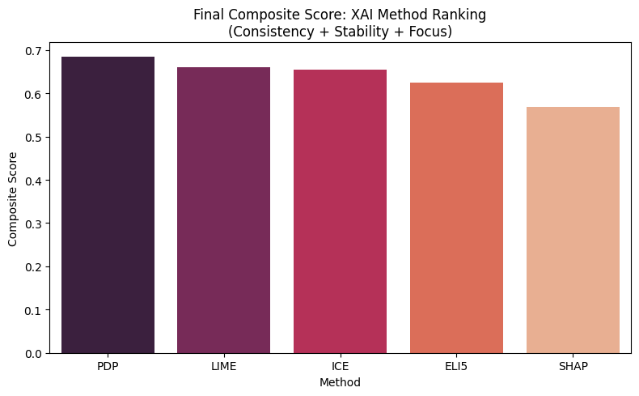 Final Composite Score: XAI Method Ranking
(Consistency + Stability + Focus)
Composite Score
0.7
0.6
0.5
0.4
0.3
0.2
0.1
0.0
PDP LIME ICE ELI5 SHAP
Method